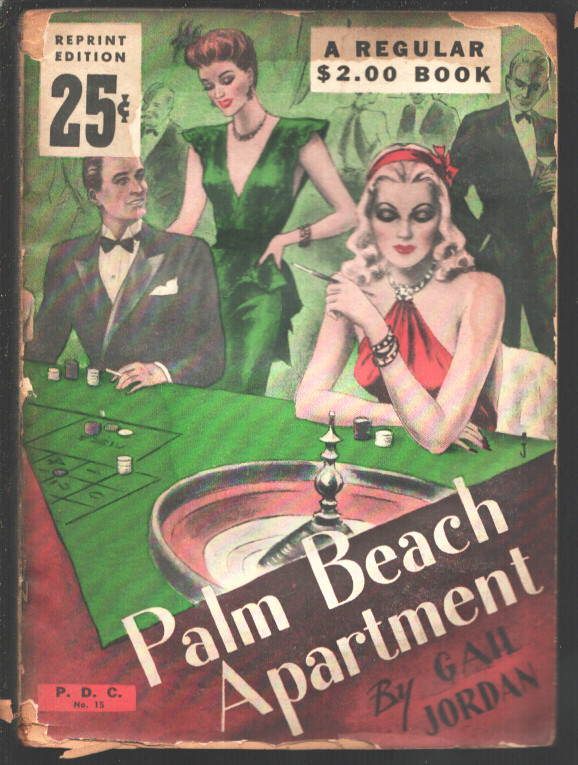 REPRINT
EDITION
25¢
A REGULAR
$2.00 BOOK
Palm Beach
Apartment
By GAIL
JORDAN
P. D. C.
No. 15